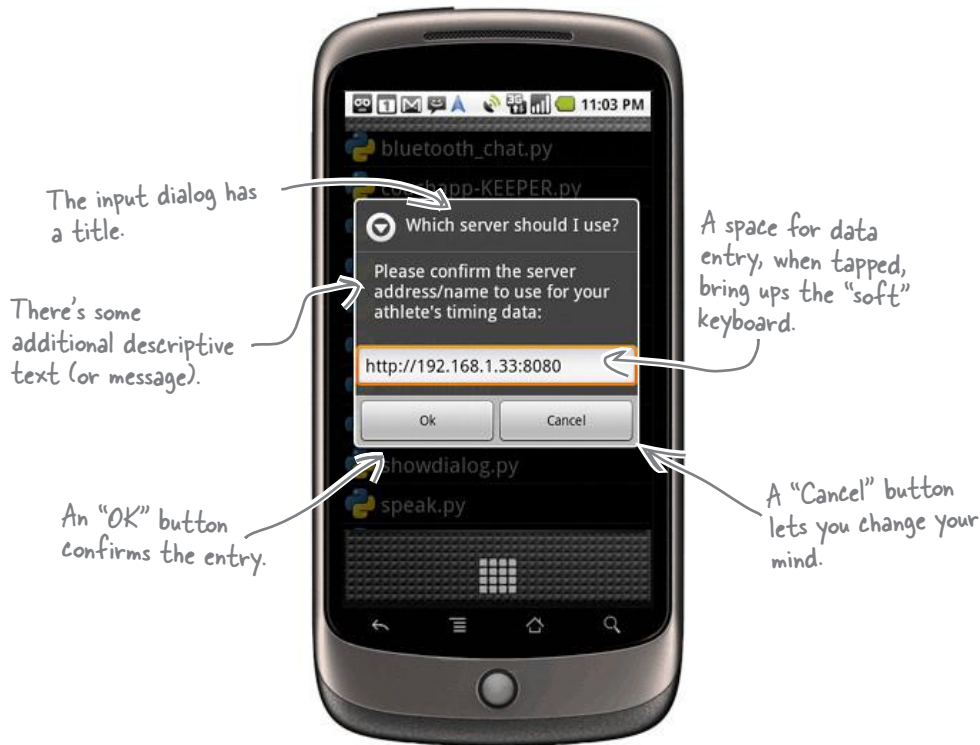 11:03 PM
bluetooth_chat.py
coachapp-KEEPER.py
The input dialog has
a title.
Which server should I use?
Please confirm the server
address/name to use for your
athlete's timing data:
There's some
additional descriptive
text (or message).
A space for data
entry, when tapped,
bring ups the "soft"
keyboard.
http://192.168.1.33:8080
Ok
Cancel
showdialog.py
speak.py
An "OK" button
confirms the entry.
A "Cancel" button
lets you change your
mind.